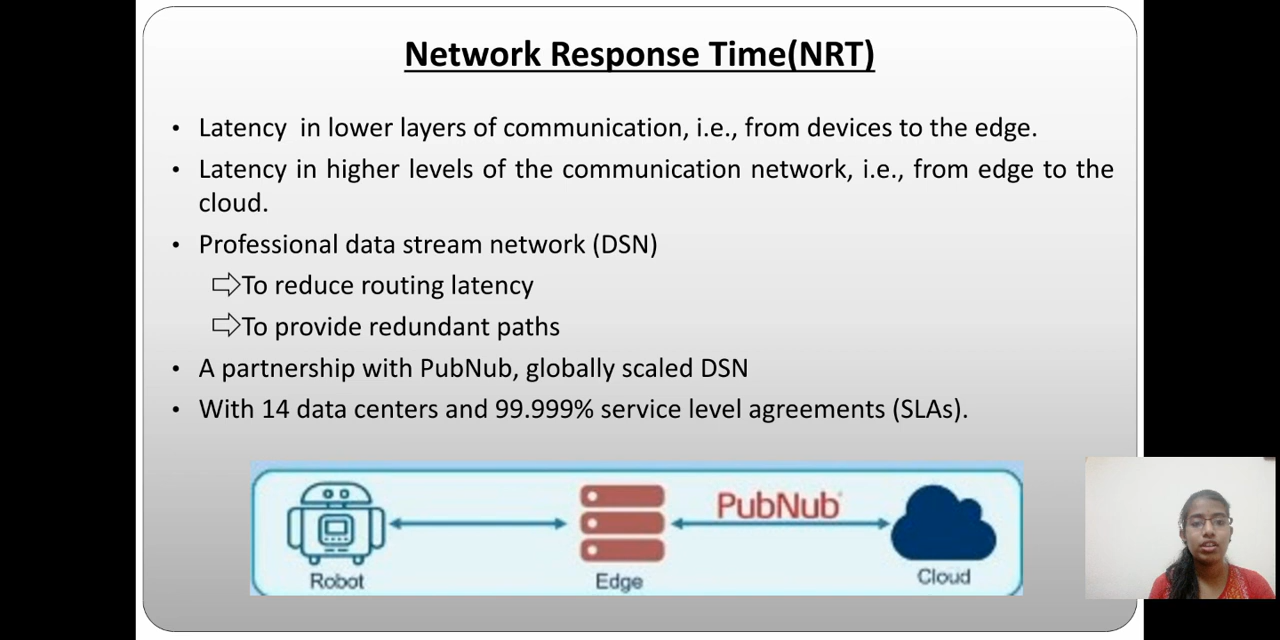 Network Response Time(NRT)
• Latency in lower layers of communication, i.e., from devices to the edge.
• Latency in higher levels of the communication network, i.e., from edge to the
cloud.
• Professional data stream network (DSN)
⇨To reduce routing latency
⇨To provide redundant paths
• A partnership with PubNub, globally scaled DSN
• With 14 data centers and 99.999% service level agreements (SLAs).
PubNub
Robot
Edge
Cloud